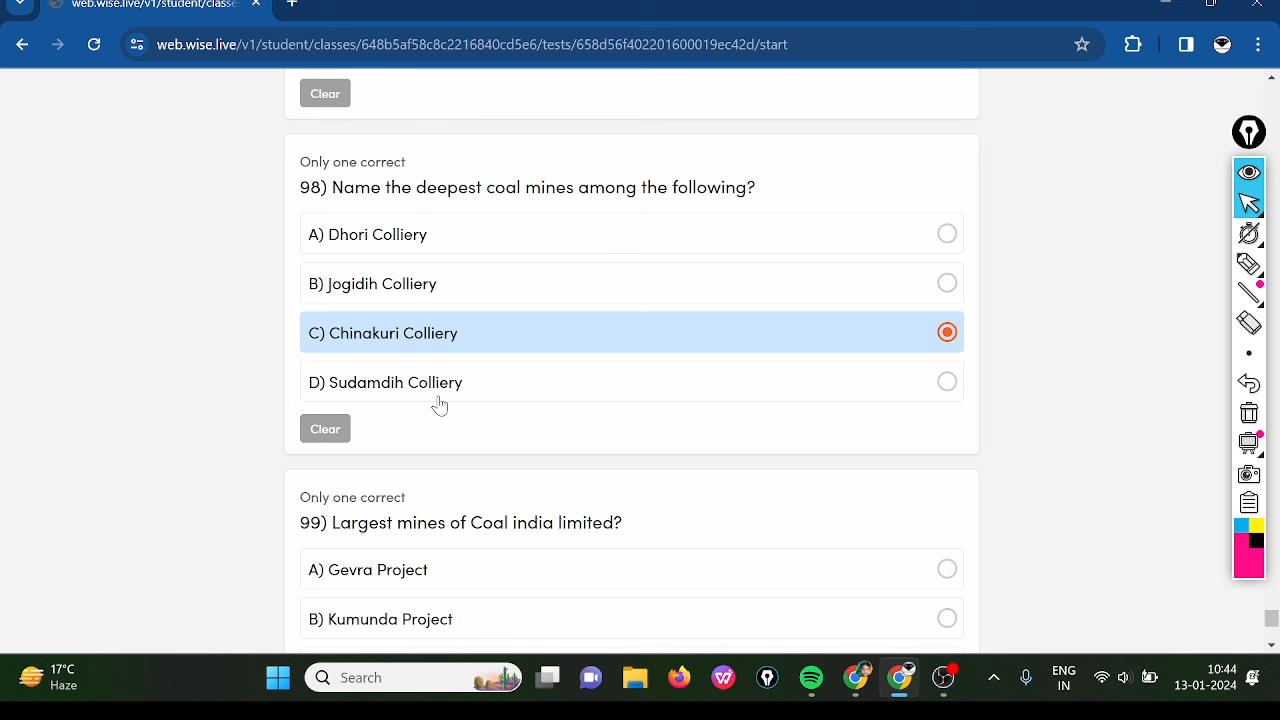 web.wise.live/v1/student/classe
web.wise.live/v1/student/classes/648b5af58c8c2216840cd5e6/tests/658d56f402201600019ec42d/start
Clear
Only one correct
98) Name the deepest coal mines among the following?
A) Dhori Colliery
B) Jogidih Colliery
C) Chinakuri Colliery
D) Sudamdih Colliery
Clear
Only one correct
99) Largest mines of Coal india limited?
A) Gevra Project
B) Kumunda Project
17°C
Haze
Search
ENG
IN
10:44
13-01-2024